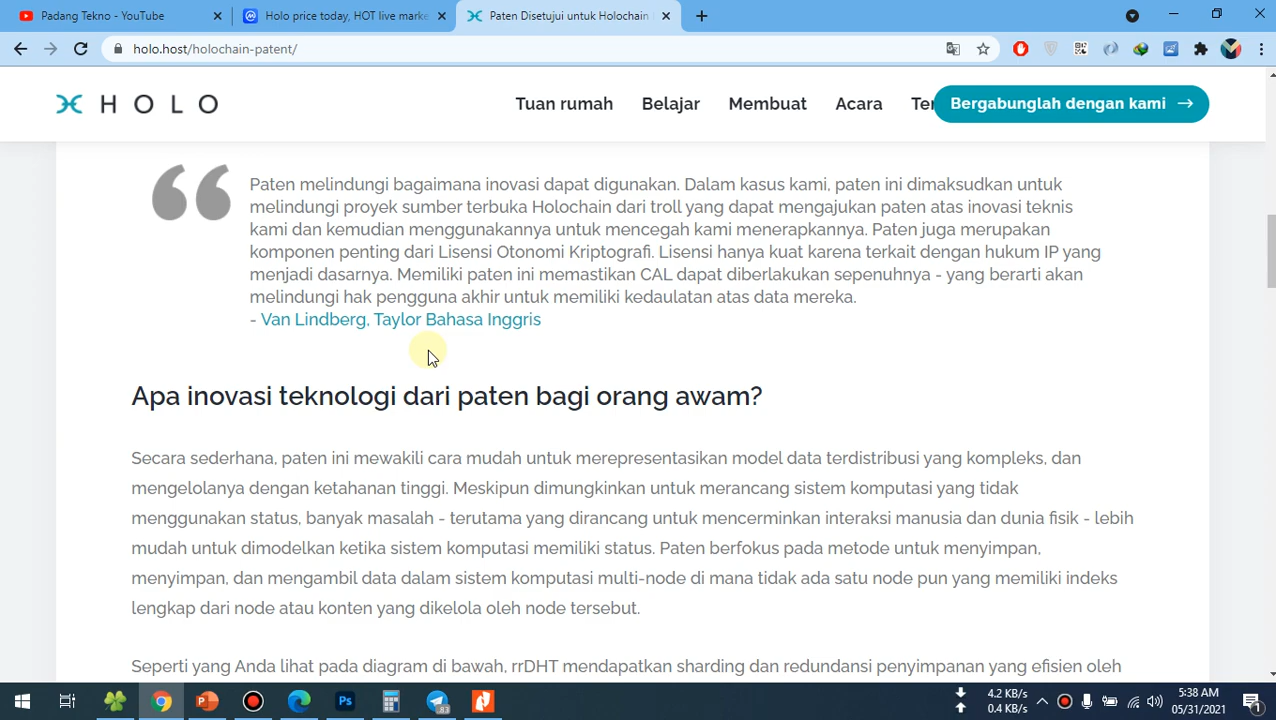 Padang Tekno - YouTube
Holo price today, HOT live marke
Paten Disetujui untuk Holochain
holo.host/holochain-patent/
HOLO
Tuan rumah
Belajar
Membuat
Acara
Ter
Bergabunglah dengan kami →
Paten melindungi bagaimana inovasi dapat digunakan. Dalam kasus kami, paten ini dimaksudkan untuk
melindungi proyek sumber terbuka Holochain dari troll yang dapat mengajukan paten atas inovasi teknis
kami dan kemudian menggunakannya untuk mencegah kami menerapkannya. Paten juga merupakan
komponen penting dari Lisensi Otonomi Kriptografi. Lisensi hanya kuat karena terkait dengan hukum IP yang
menjadi dasarnya. Memiliki paten ini memastikan CAL dapat diberlakukan sepenuhnya - yang berarti akan
melindungi hak pengguna akhir untuk memiliki kedaulatan atas data mereka.
- Van Lindberg, Taylor Bahasa Inggris
Apa inovasi teknologi dari paten bagi orang awam?
Secara sederhana, paten ini mewakili cara mudah untuk merepresentasikan model data terdistribusi yang kompleks, dan
mengelolanya dengan ketahanan tinggi. Meskipun dimungkinkan untuk merancang sistem komputasi yang tidak
menggunakan status, banyak masalah - terutama yang dirancang untuk mencerminkan interaksi manusia dan dunia fisik - lebih
mudah untuk dimodelkan ketika sistem komputasi memiliki status. Paten berfokus pada metode untuk menyimpan,
menyimpan, dan mengambil data dalam sistem komputasi multi-node di mana tidak ada satu node pun yang memiliki indeks
lengkap dari node atau konten yang dikelola oleh node tersebut.
Seperti yang Anda lihat pada diagram di bawah, rrDHT mendapatkan sharding dan redundansi penyimpanan yang efisien oleh
4.2 KB/s
0.4 KB/s
5:38 AM
05/31/2021